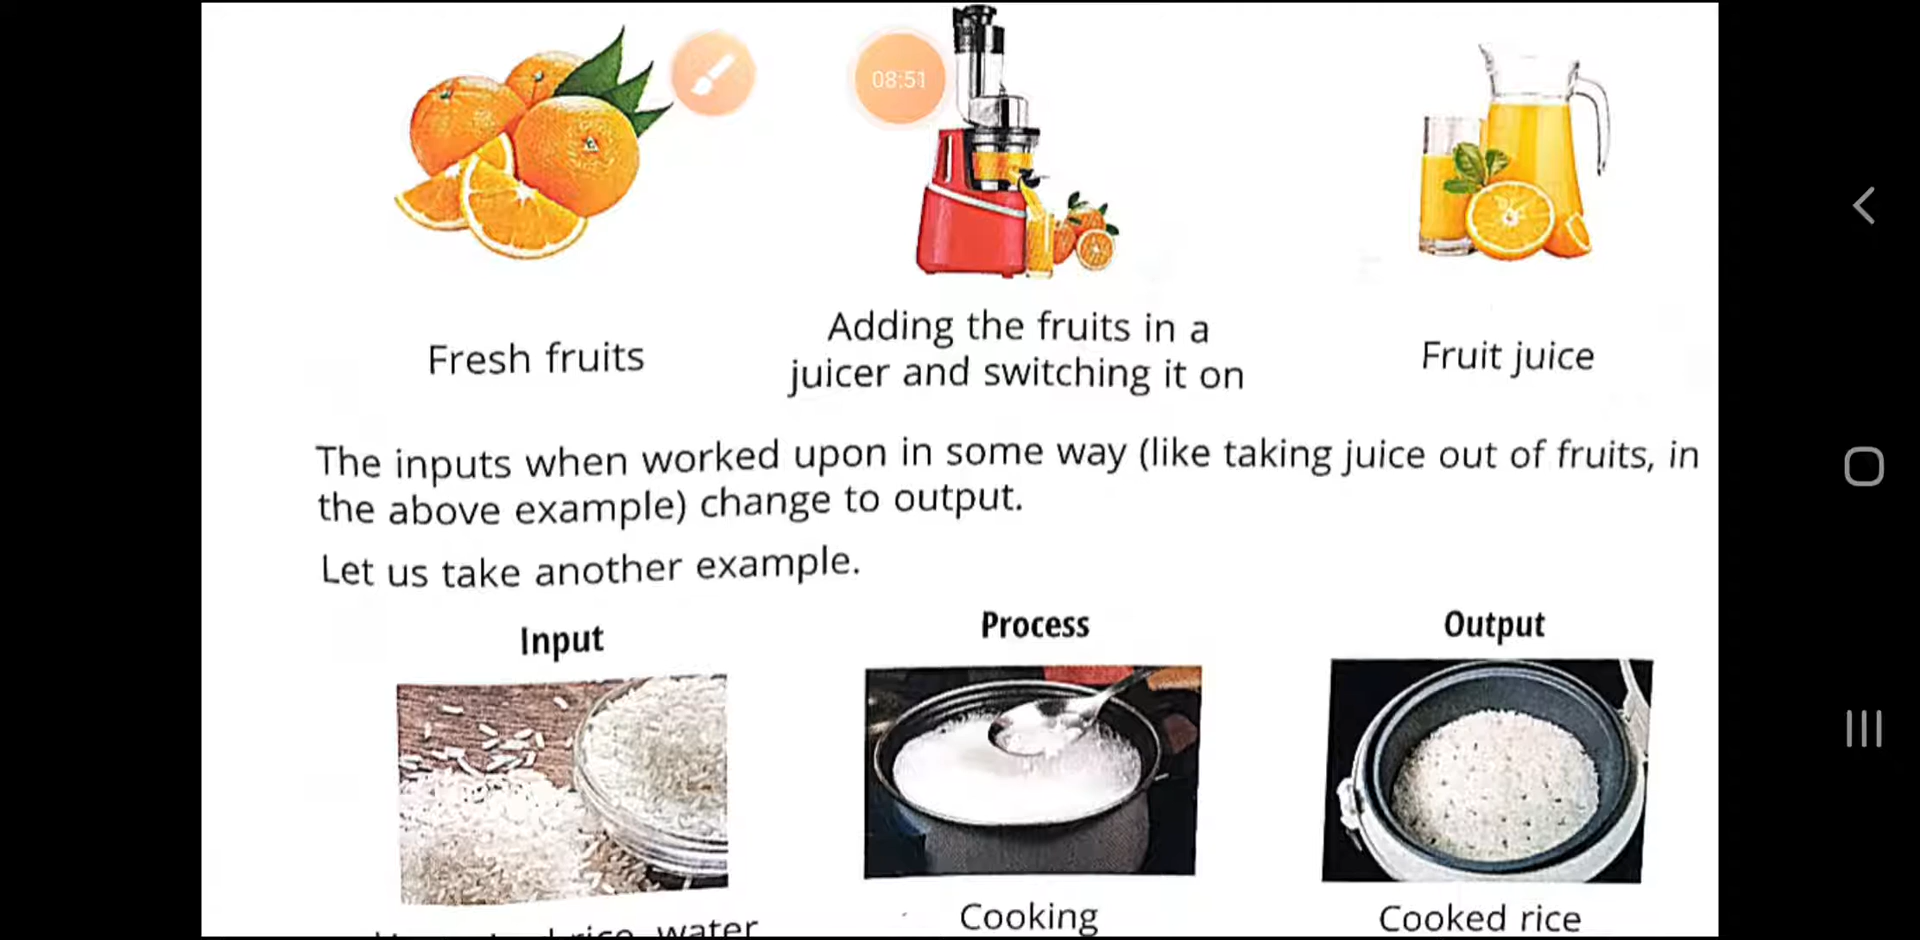 08:51
Fresh fruits
Adding the fruits in a
juicer and switching it on
Fruit juice
The inputs when worked upon in some way (like taking juice out of fruits, in
the above example) change to output.
Let us take another example.
Input
Process
Output
rice, water
Cooking
Cooked rice